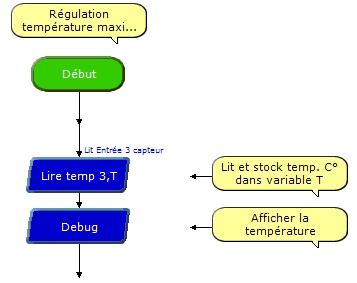 Régulation
température maxi...
Début
Lit Entrée 3 capteur
Lire temp 3,T
Lit et stock temp. C°
dans variable T
Debug
Afficher la
température